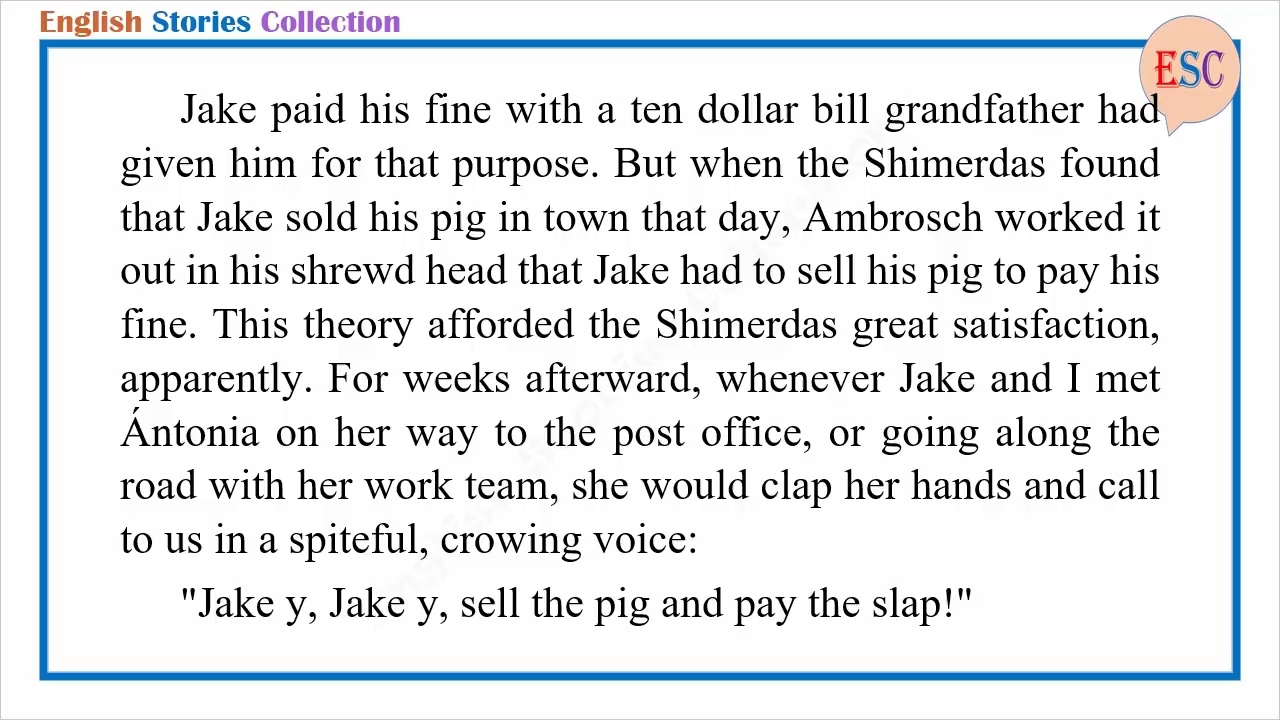 English Stories Collection
ESC
Jake paid his fine with a ten dollar bill grandfather had
given him for that purpose. But when the Shimerdas found
that Jake sold his pig in town that day, Ambrosch worked it
out in his shrewd head that Jake had to sell his pig to pay his
fine. This theory afforded the Shimerdas great satisfaction,
apparently. For weeks afterward, whenever Jake and I met
Ántonia on her way to the post office, or going along the
road with her work team, she would clap her hands and call
to us in a spiteful, crowing voice:
"Jake y, Jake y, sell the pig and pay the slap!"